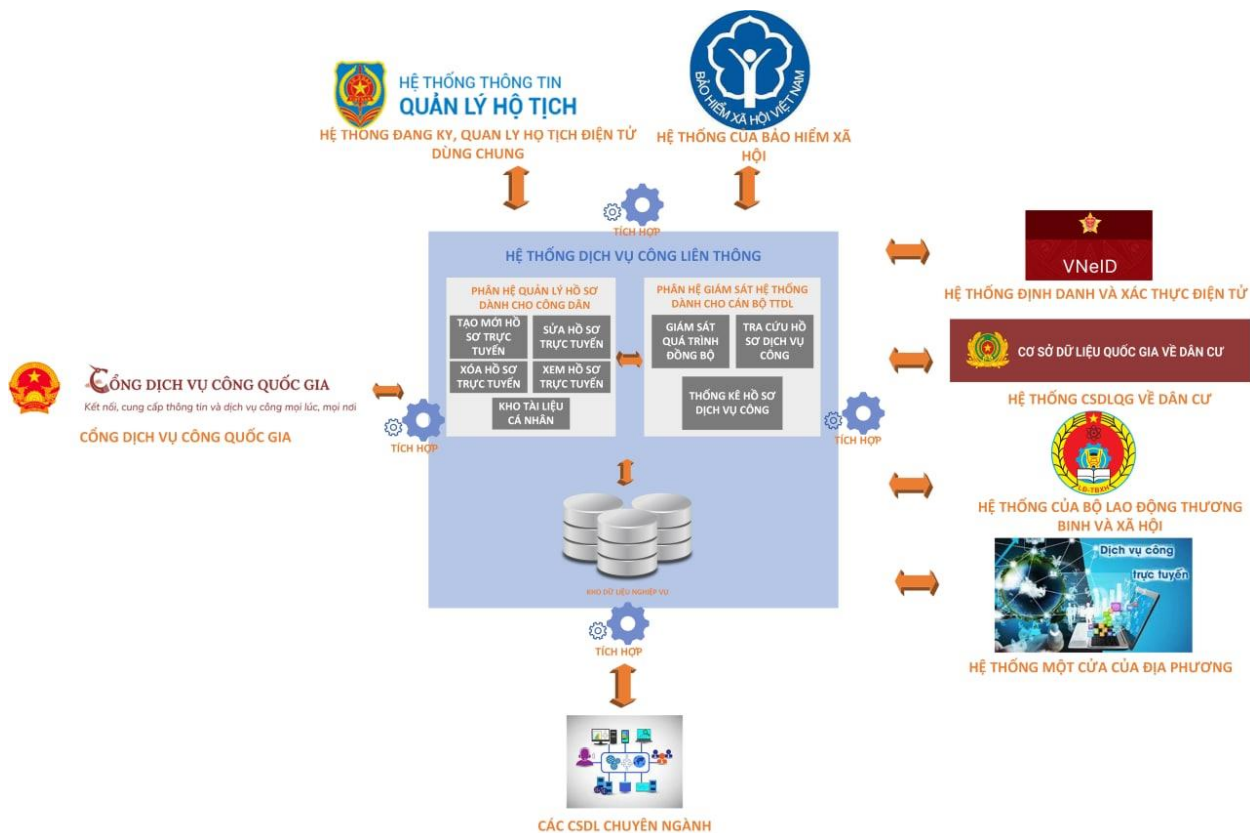 HỆ THỐNG THÔNG TIN
QUẢN LÝ HỘ TỊCH
HỆ THỐNG ĐANG KY, QUAN LY HỌ TỊCH ĐIỆN TỬ
DÙNG CHUNG
BẢO HIỂM XÃ HỘI VIỆT NAM
HỆ THỐNG CỦA BẢO HIỂM XÃ
HỘI
TÍCH HỢP
HỆ THỐNG DỊCH VỤ CÔNG LIÊN THÔNG
PHÂN HỆ QUẢN LÝ HỒ SƠ
DÀNH CHO CÔNG DÂN
TẠO MỚI HỒ
SƠ TRỰC
TUYẾN
SỬA HỒ SƠ
TRỰC TUYẾN
XÓA HỒ SƠ
TRỰC TUYẾN
XEM HỒ SƠ
TRỰC TUYẾN
KHO TÀI LIỆU
CÁ NHÂN
PHÂN HỆ GIÁM SÁT HỆ THỐNG
DÀNH CHO CÁN BỘ TTDL
GIÁM SÁT
QUÁ TRÌNH
ĐỒNG BỘ
TRA CỨU HỒ
SƠ DỊCH VỤ
CÔNG
THỐNG KÊ HỒ SƠ
DỊCH VỤ CÔNG
KHO DỮ LIỆU NGHIỆP VỤ
CỔNG DỊCH VỤ CÔNG QUỐC GIA
Kết nối, cung cấp thông tin và dịch vụ công mọi lúc, mọi nơi
CỔNG DỊCH VỤ CÔNG QUỐC GIA
TÍCH HỢP
TÍCH HỢP
VNeID
HỆ THỐNG ĐỊNH DANH VÀ XÁC THỰC ĐIỆN TỬ
CƠ SỞ DỮ LIỆU QUỐC GIA VỀ DÂN CƯ
HỆ THỐNG CSDLQG VỀ DÂN CƯ
LĐ-TBXH
HỆ THỐNG CỦA BỘ LAO ĐỘNG THƯƠNG
BINH VÀ XÃ HỘI
Dịch vụ công
trực tuyến
HỆ THỐNG MỘT CỬA CỦA ĐỊA PHƯƠNG
TÍCH HỢP
CÁC CSDL CHUYÊN NGÀNH